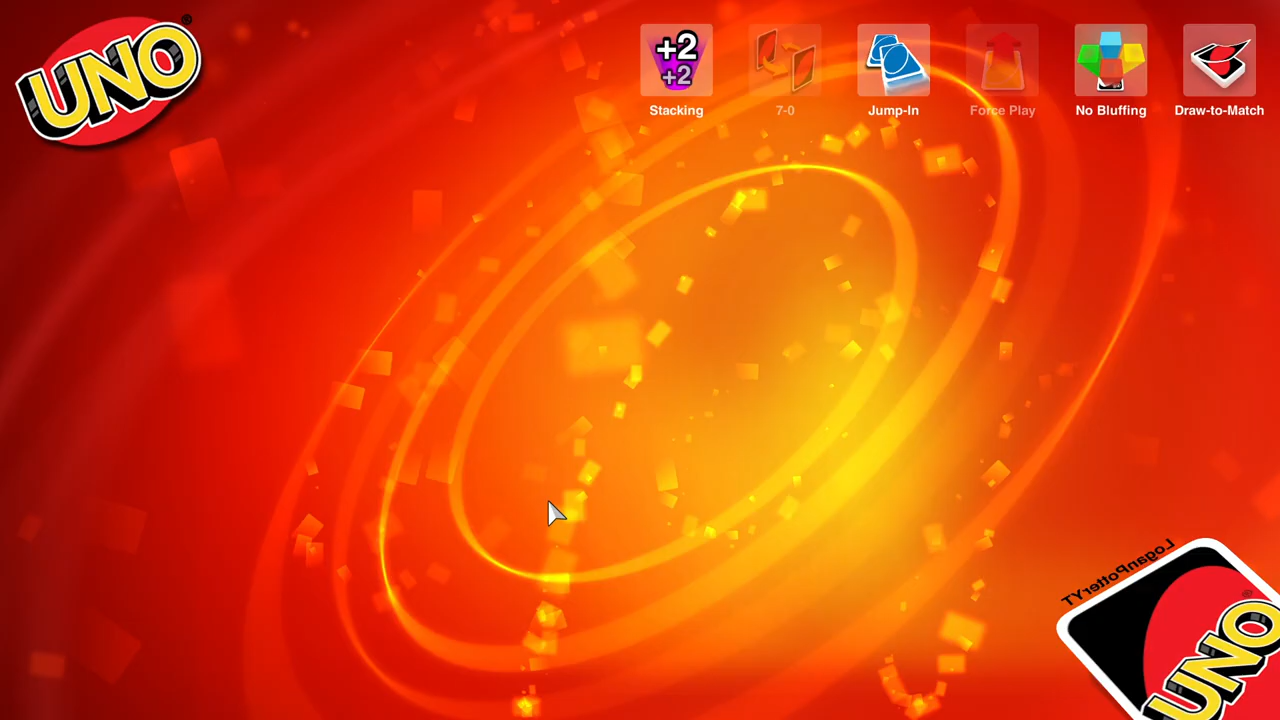 UNO
®
+2
+2
Stacking
7-0
Jump-In
Force Play
No Bluffing
Draw-to-Match
LoganPotterYT
UNO
®